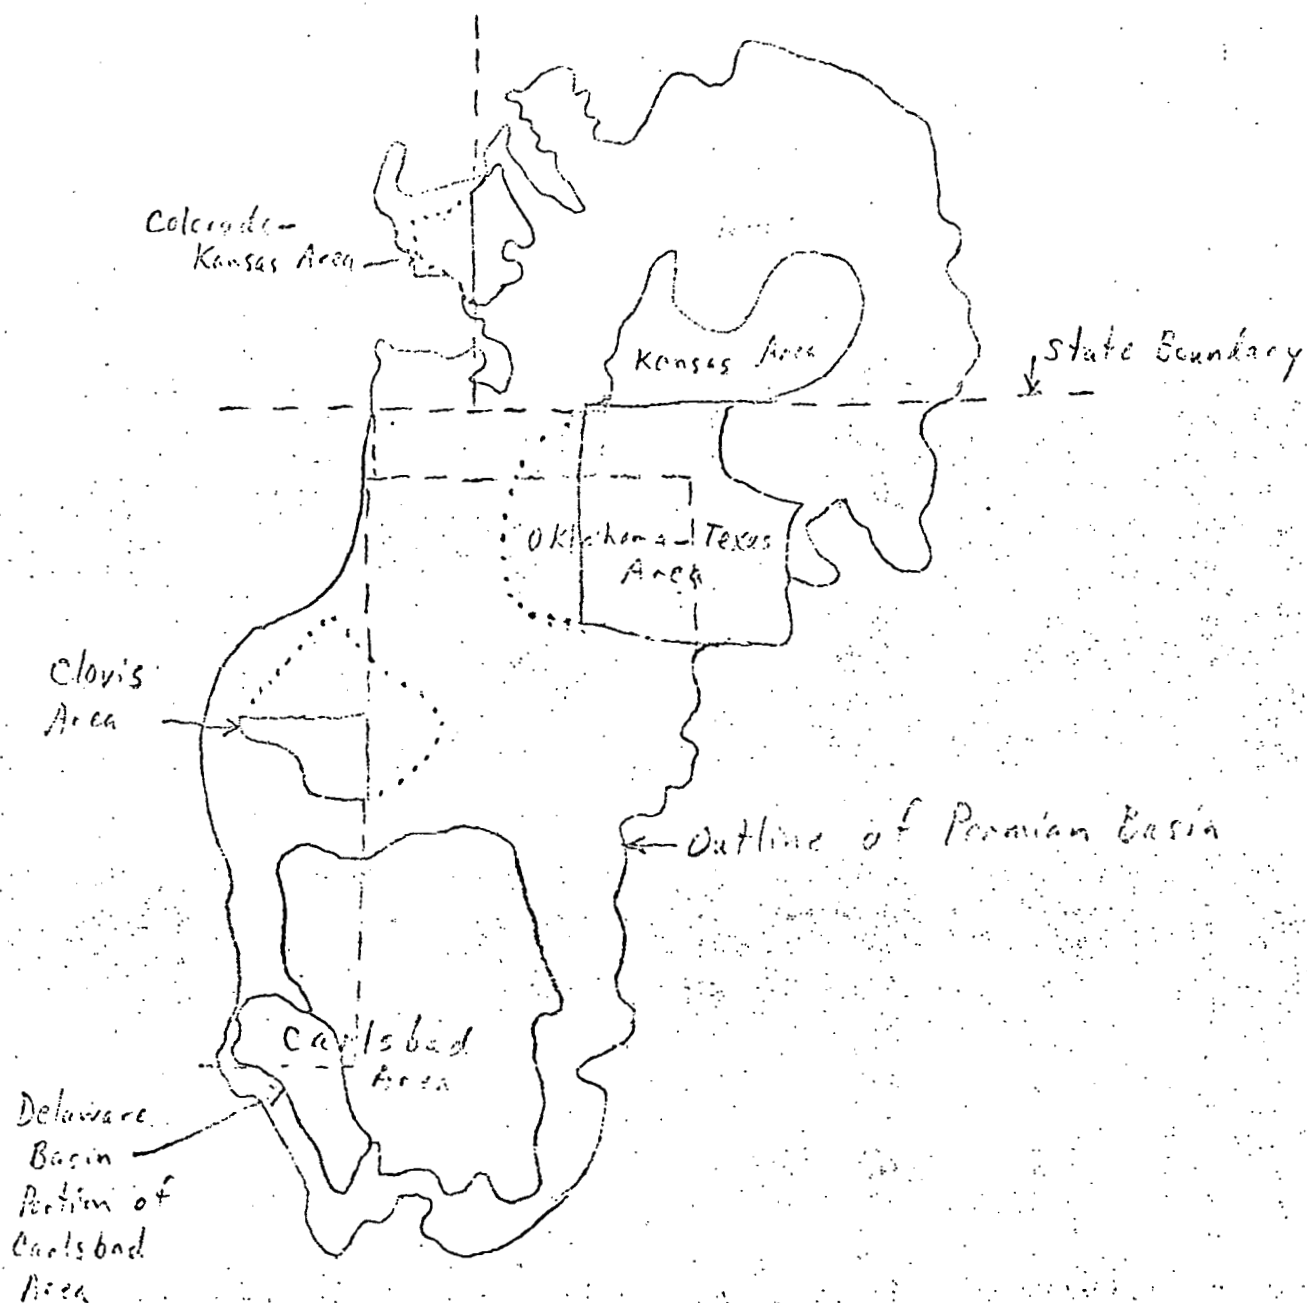 Colorado-
Kansas Area
Kansas Area
State Boundary
Oklahoma-Texas
Area
Clovis
Area
Outline of Permian Basin
Carlsbad
Area
Delaware
Basin
Portion of
Carlsbad
Area